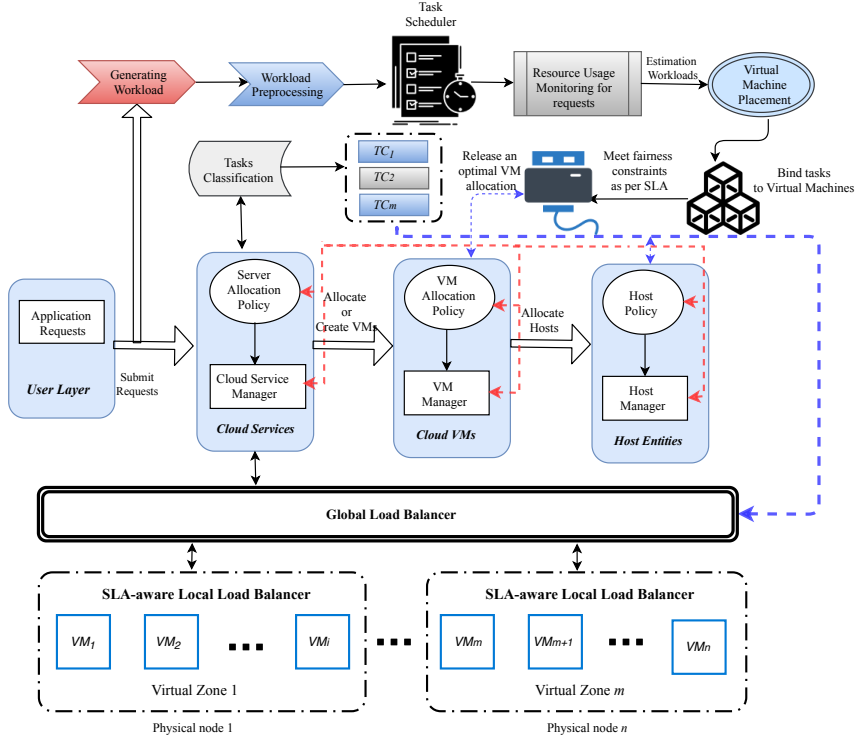 Task
Scheduler
Generating
Workload
Workload
Preprocessing
Resource Usage
Monitoring for
requests
Estimation
Workloads
Virtual
Machine
Placement
Tasks
Classification
TC1
TC2
TCm
Release an
optimal VM
allocation
Meet fairness
constraints
as per SLA
Bind tasks
to Virtual Machines
Application
Requests
User Layer
Submit
Requests
Server
Allocation
Policy
Cloud Service
Manager
Cloud Services
Allocate
or
Create VMs
VM
Allocation
Policy
VM
Manager
Cloud VMs
Allocate
Hosts
Host
Policy
Host
Manager
Host Entities
Global Load Balancer
SLA-aware Local Load Balancer
VM1
VM2
VMi
Virtual Zone 1
Physical node 1
SLA-aware Local Load Balancer
VMm
VMm+1
VMn
Virtual Zone m
Physical node n